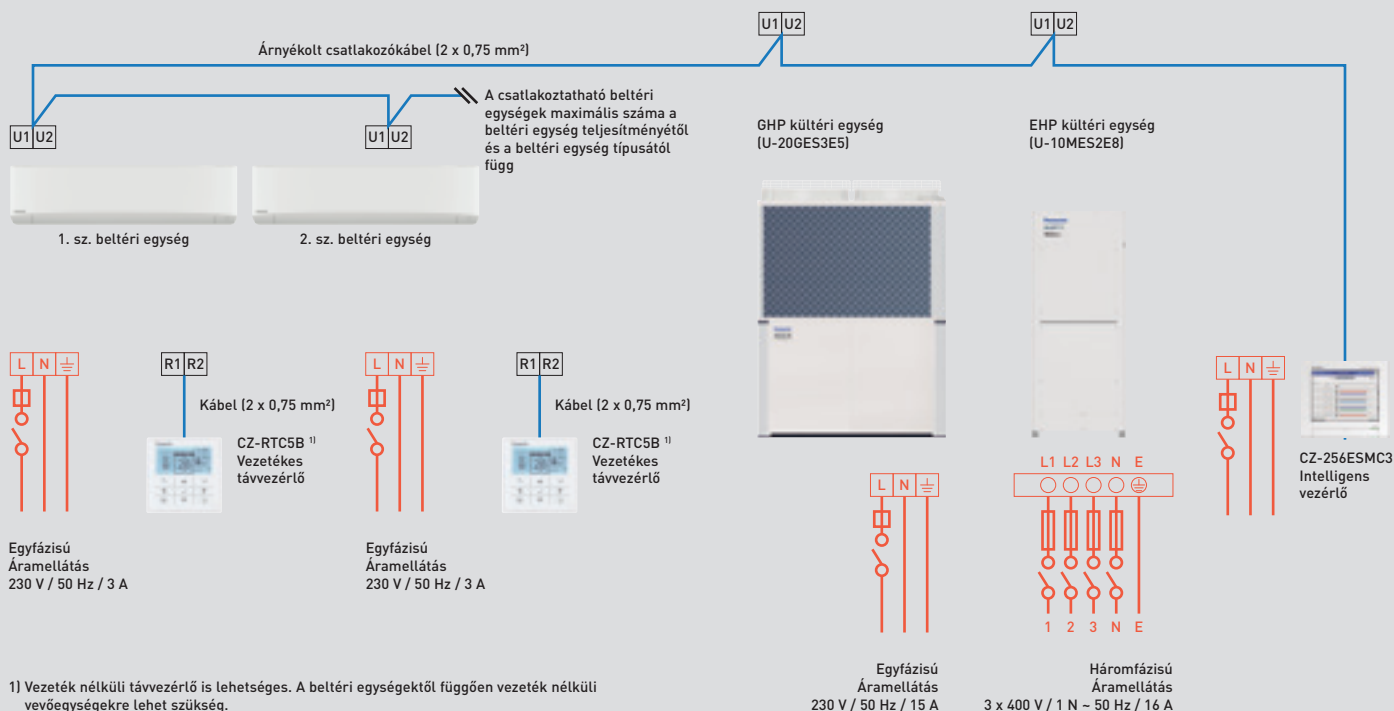 U1 U2
U1 U2
Árnyékolt csatlakozókábel (2 x 0,75 mm²)
A csatlakoztatható beltéri
egységek maximális száma a
beltéri egység teljesítményétől
és a beltéri egység típusától
függ
U1 U2
U1 U2
GHP kültéri egység
(U-20GES3E5)
EHP kültéri egység
(U-10MES2E8)
1. sz. beltéri egység
2. sz. beltéri egység
L N
R1 R2
L N
R1 R2
L N
Kábel (2 x 0,75 mm²)
Kábel (2 x 0,75 mm²)
CZ-RTC5B 1)
Vezetékes
távvezérlő
CZ-RTC5B 1)
Vezetékes
távvezérlő
CZ-256ESMC3
Intelligens
vezérlő
L N
L1 L2 L3 N E
1 2 3 N E
Egyfázisú
Áramellátás
230 V / 50 Hz / 3 A
Egyfázisú
Áramellátás
230 V / 50 Hz / 3 A
Egyfázisú
Áramellátás
230 V / 50 Hz / 15 A
Háromfázisú
Áramellátás
3 x 400 V / 1 N ~ 50 Hz / 16 A
1) Vezeték nélküli távvezérlő is lehetséges. A beltéri egységektől függően vezeték nélküli
vevőegységekre lehet szükség.